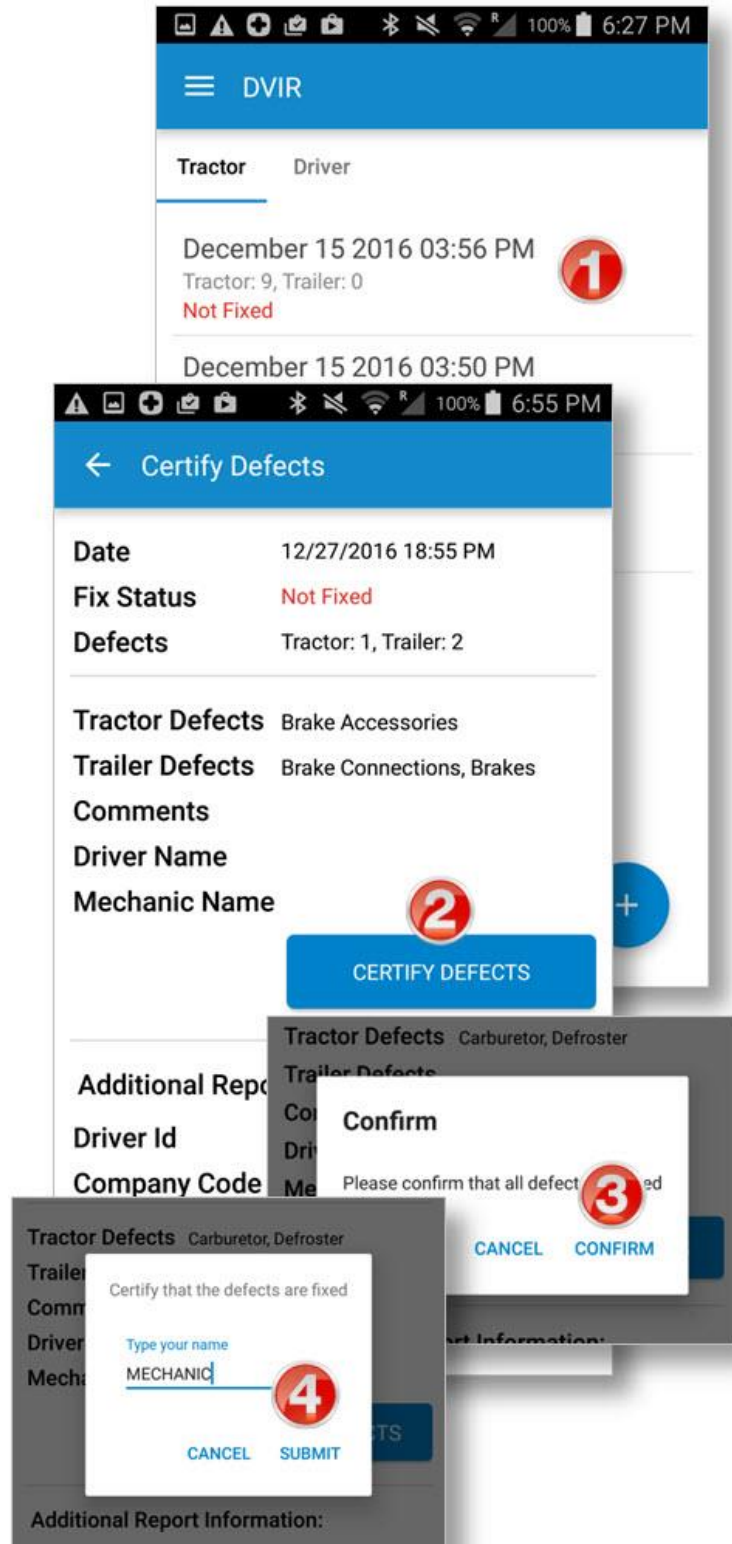 100% 6:27 PM
DVIR
Tractor Driver
December 15 2016 03:56 PM
1
Tractor: 9, Trailer: 0
Not Fixed
December 15 2016 03:50 PM
R 100% 6:55 PM
Certify Defects
Date 12/27/2016 18:55 PM
Fix Status Not Fixed
Defects Tractor: 1, Trailer: 2
Tractor Defects Brake Accessories
Trailer Defects Brake Connections, Brakes
Comments
Driver Name
Mechanic Name
2
+
CERTIFY DEFECTS
Additional Repo
Driver Id
Company Code
Tractor Defects Carburetor, Defroster
Trailer Defects
Confirm
Please confirm that all defect
3
CANCEL CONFIRM
Tractor Defects Carburetor, Defroster
Certify that the defects are fixed
Driver
Type your name
MECHANIC
4
CANCEL SUBMIT
Additional Report Information: